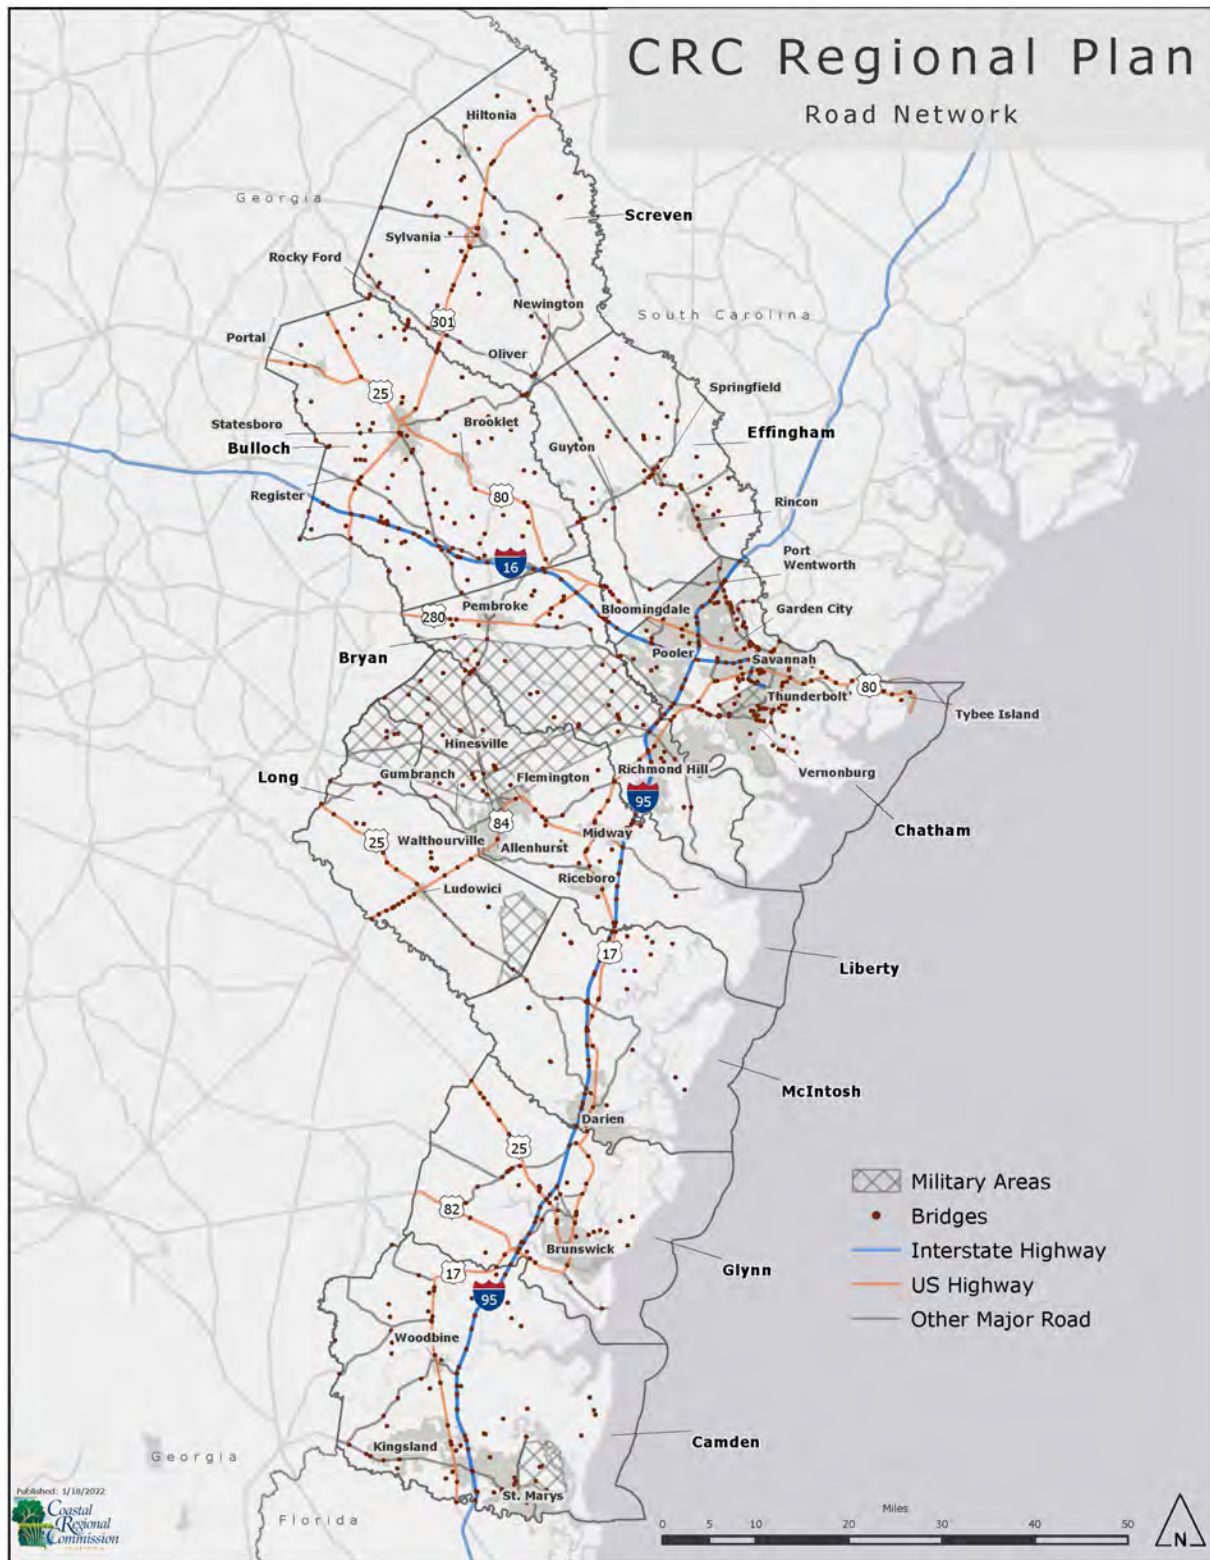 CRC Regional Plan
Road Network
Hiltonia
Georgia
Screven
Sylvania
Rocky Ford
Newington
South Carolina
301
Portal
Oliver
Springfield
25
Statesboro
Brooklet
Effingham
Bulloch
Guyton
Register
80
Rincon
Port
Wentworth
16
Pembroke
Bloomingdale
Garden City
280
Bryan
Pooler
Savannah
80
Thunderbolt
Tybee Island
Hinesville
Long
Gumbranch
Flemington
Richmond Hill
Vernonburg
95
84
Chatham
25
Walthourville
Midway
Allenhurst
Riceboro
Ludowici
17
Liberty
McIntosh
Darien
25
Military Areas
82
Bridges
Brunswick
Interstate Highway
Glynn
17
US Highway
95
Other Major Road
Woodbine
Kingsland
Camden
Georgia
St. Marys
Published: 1/18/2022
Coastal
Regional
Commission
Florida
Miles
0 5 10 20 30 40 50
N